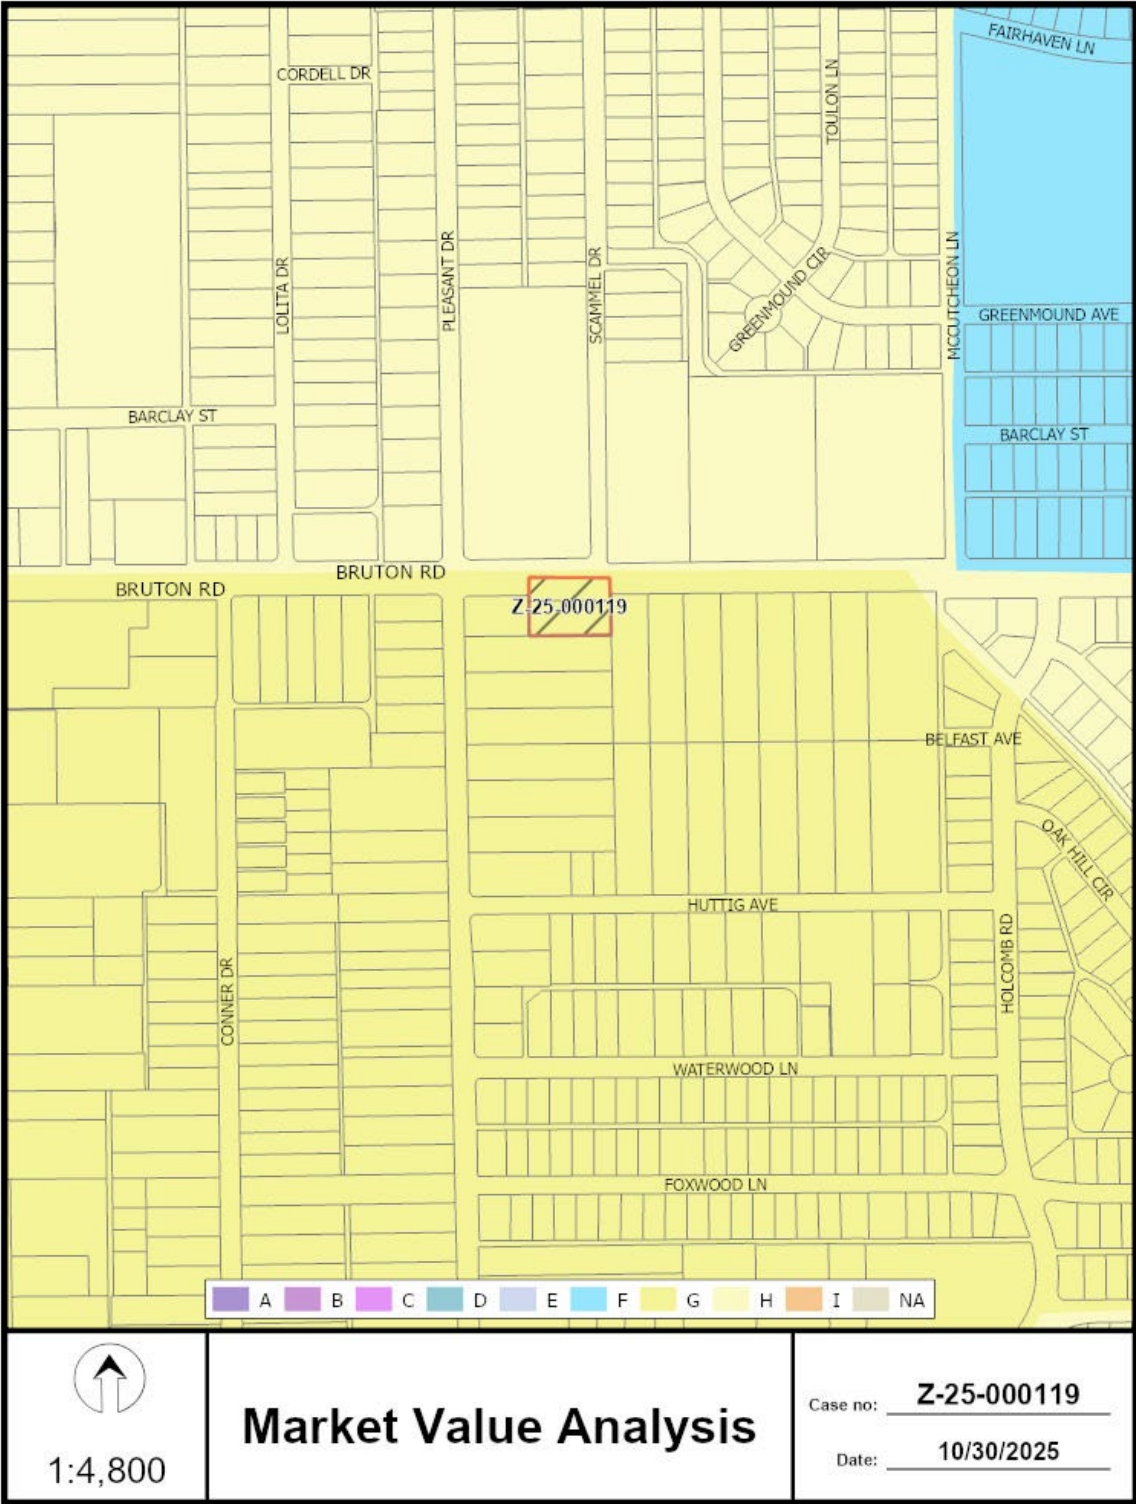 FAIRHAVEN LN
CORDELL DR
TOULON LN
LOLITA DR
PLEASANT DR
SCAMMEL DR
GREENMOUND CIR
MCCUTCHEON LN
GREENMOUND AVE
BARCLAY ST
BARCLAY ST
BRUTON RD
BRUTON RD
Z-25-000119
BELFAST AVE
OAK HILL CIR
HUTTIG AVE
HOLCOMB RD
CONNER DR
WATERWOOD LN
FOXWOOD LN
A B C D E F G H I NA
1:4,800
Market Value Analysis
Case no: Z-25-000119
Date: 10/30/2025